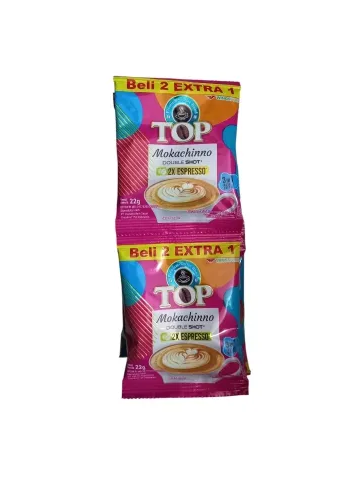 Beli 2 EXTRA 1
TOP
Mokachinno
DOUBLE SHOT
2X ESPRESSO
22g
Beli 2 EXTRA 1
TOP
Mokachinno
DOUBLE SHOT
2X ESPRESSO
22g